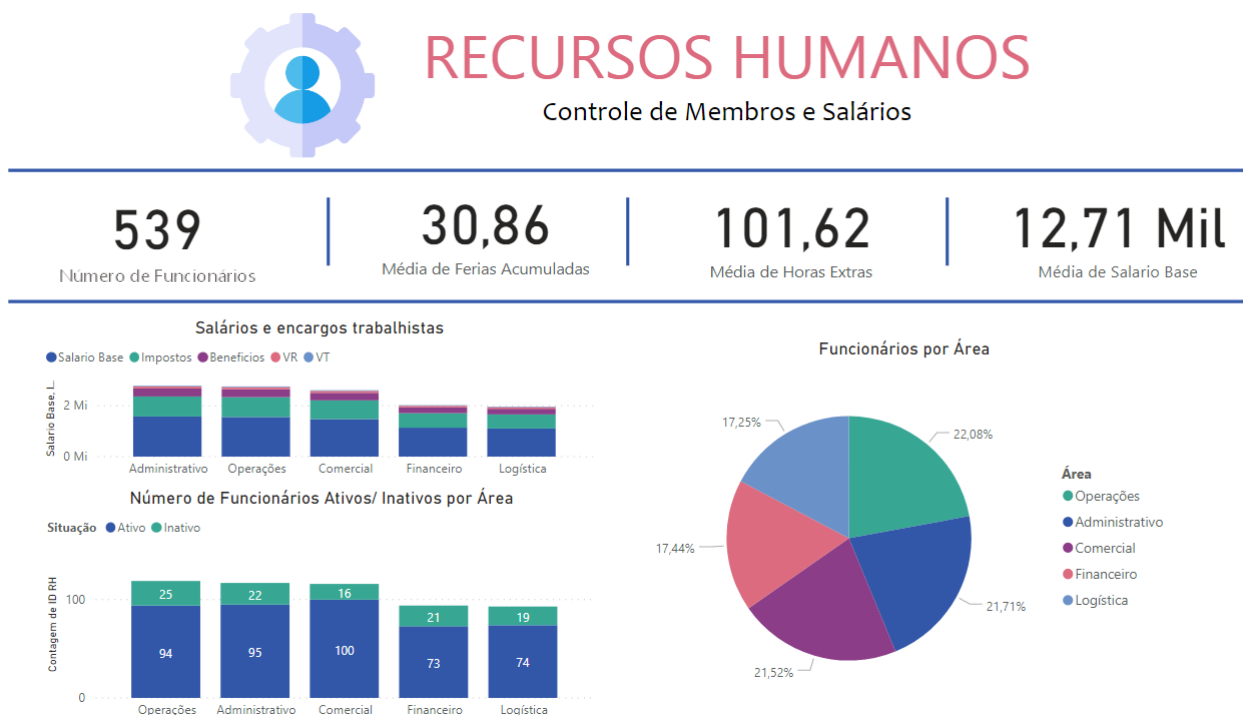 RECURSOS HUMANOS
Controle de Membros e Salários
539
Número de Funcionários
30,86
Média de Ferias Acumuladas
101,62
Média de Horas Extras
12,71 Mil
Média de Salario Base
Salários e encargos trabalhistas
Salario Base Impostos Beneficios VR VT
Salario Base, I...
2 Mi
0 Mi
Administrativo Operações Comercial Financeiro Logística
Número de Funcionários Ativos/ Inativos por Área
Situação Ativo Inativo
Contagem de ID RH
100
0
25 22 16 21 19
94 95 100 73 74
Operações Administrativo Comercial Financeiro Logística
Funcionários por Área
17,25%
22,08%
17,44%
21,71%
21,52%
Área
Operações
Administrativo
Comercial
Financeiro
Logística